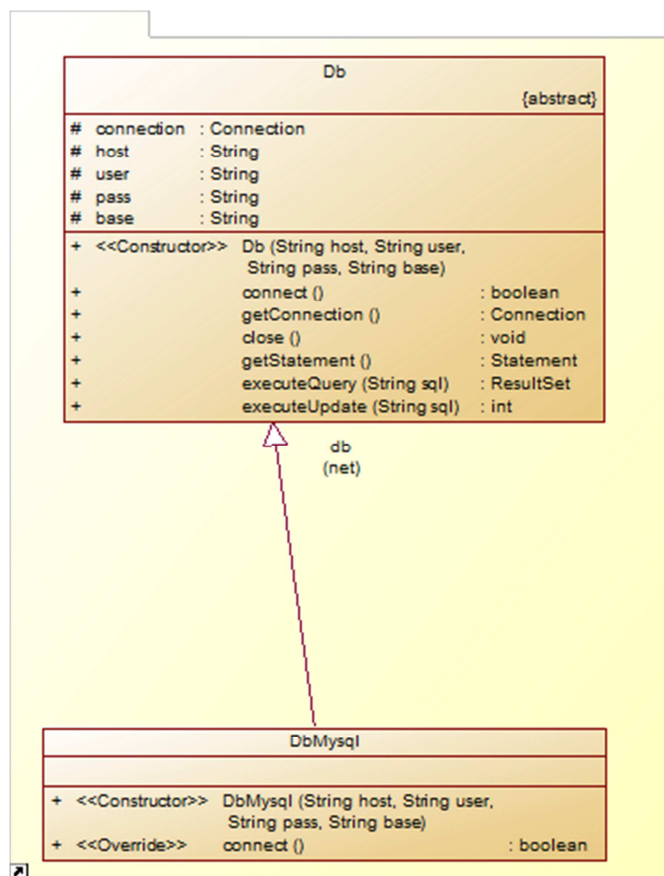 Db
{abstract}
# connection : Connection
# host : String
# user : String
# pass : String
# base : String
+ <<Constructor>> Db (String host, String user,
String pass, String base)
+ connect () : boolean
+ getConnection () : Connection
+ close () : void
+ getStatement () : Statement
+ executeQuery (String sql) : ResultSet
+ executeUpdate (String sql) : int
db
(net)
DbMysql
+ <<Constructor>> DbMysql (String host, String user,
String pass, String base)
+ <<Override>> connect () : boolean